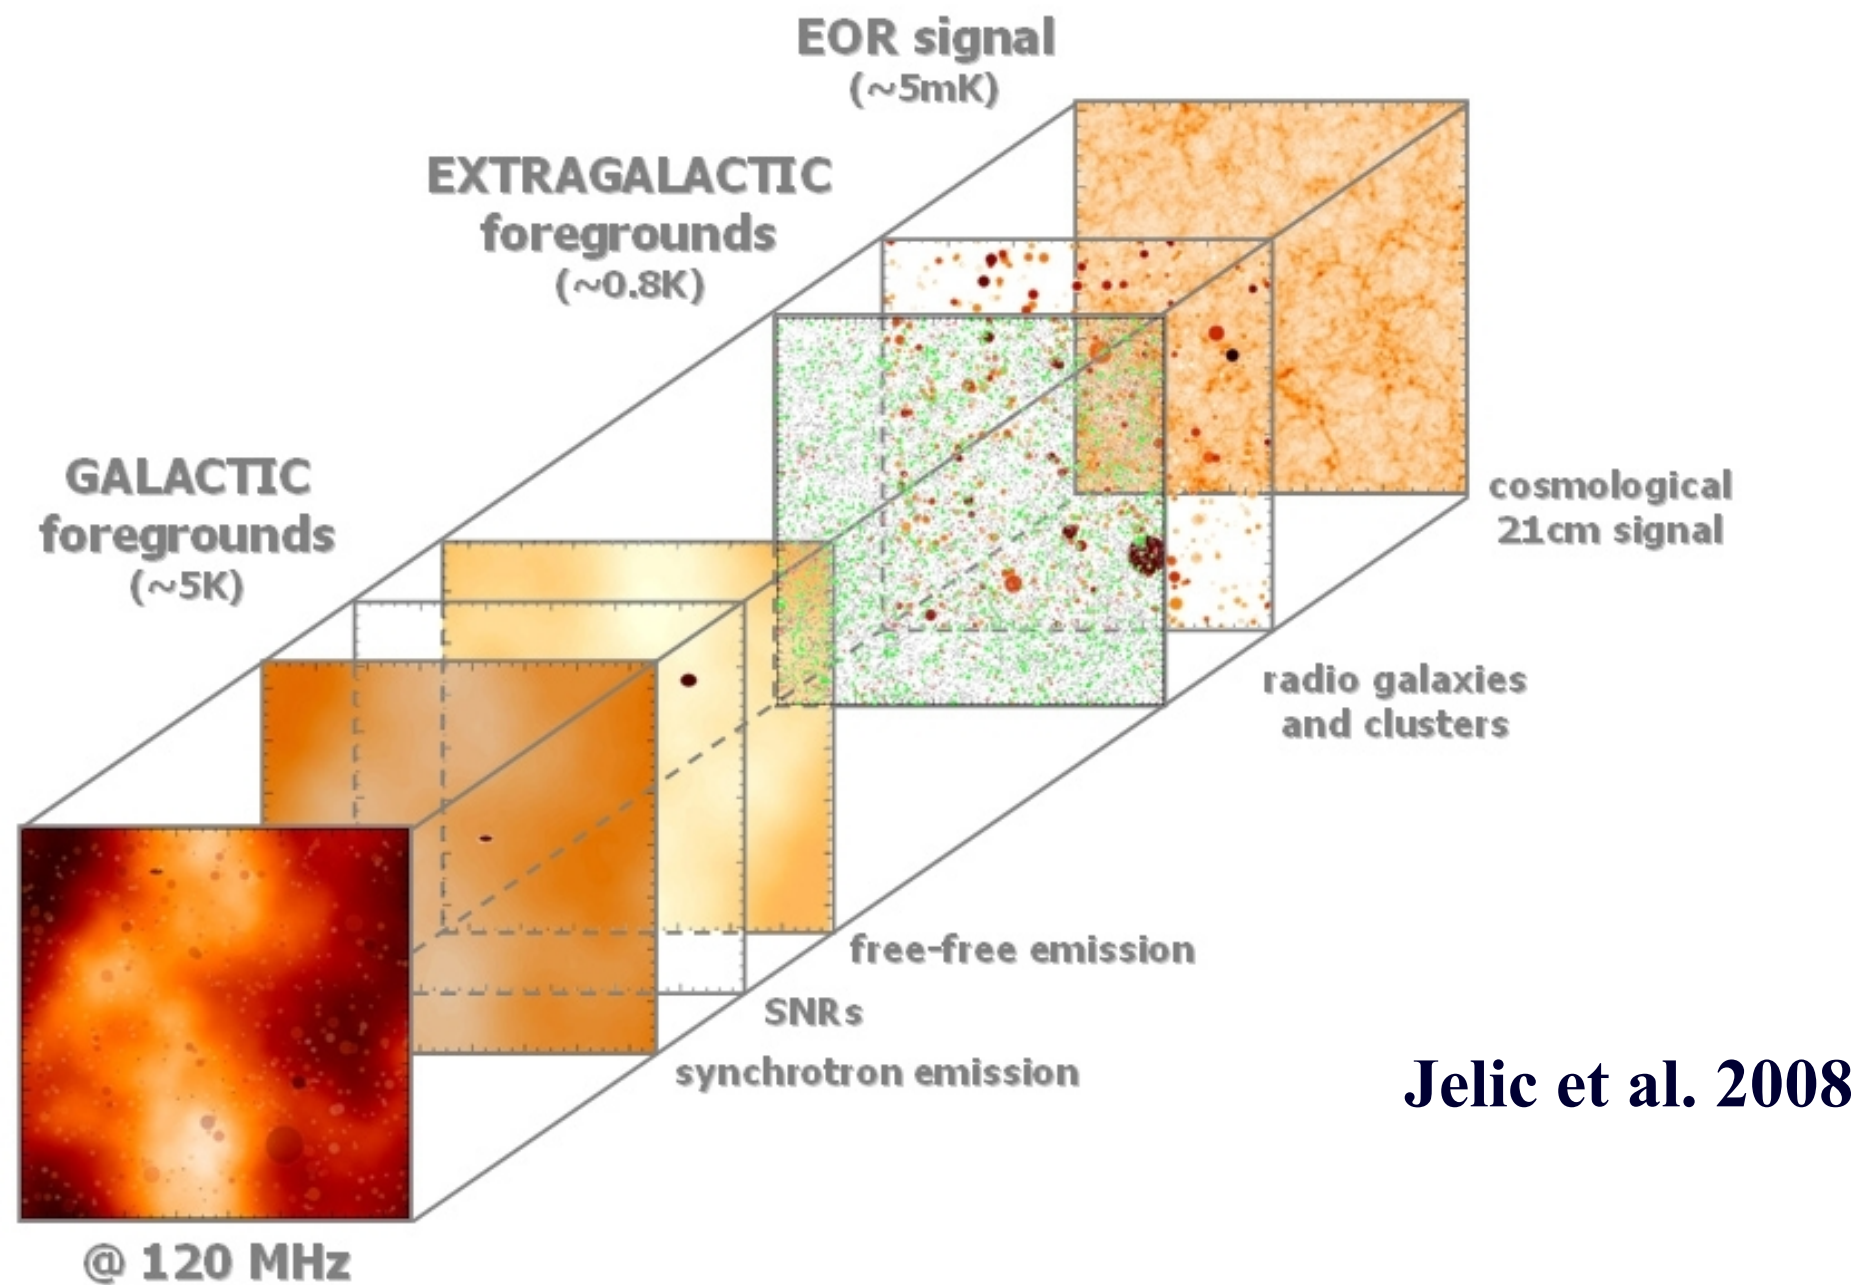 EOR signal
(~5mK)
EXTRAGALACTIC
foregrounds
(~0.8K)
GALACTIC
foregrounds
(~5K)
cosmological
21cm signal
radio galaxies
and clusters
free-free emission
SNRs
synchrotron emission
Jelic et al. 2008
@ 120 MHz